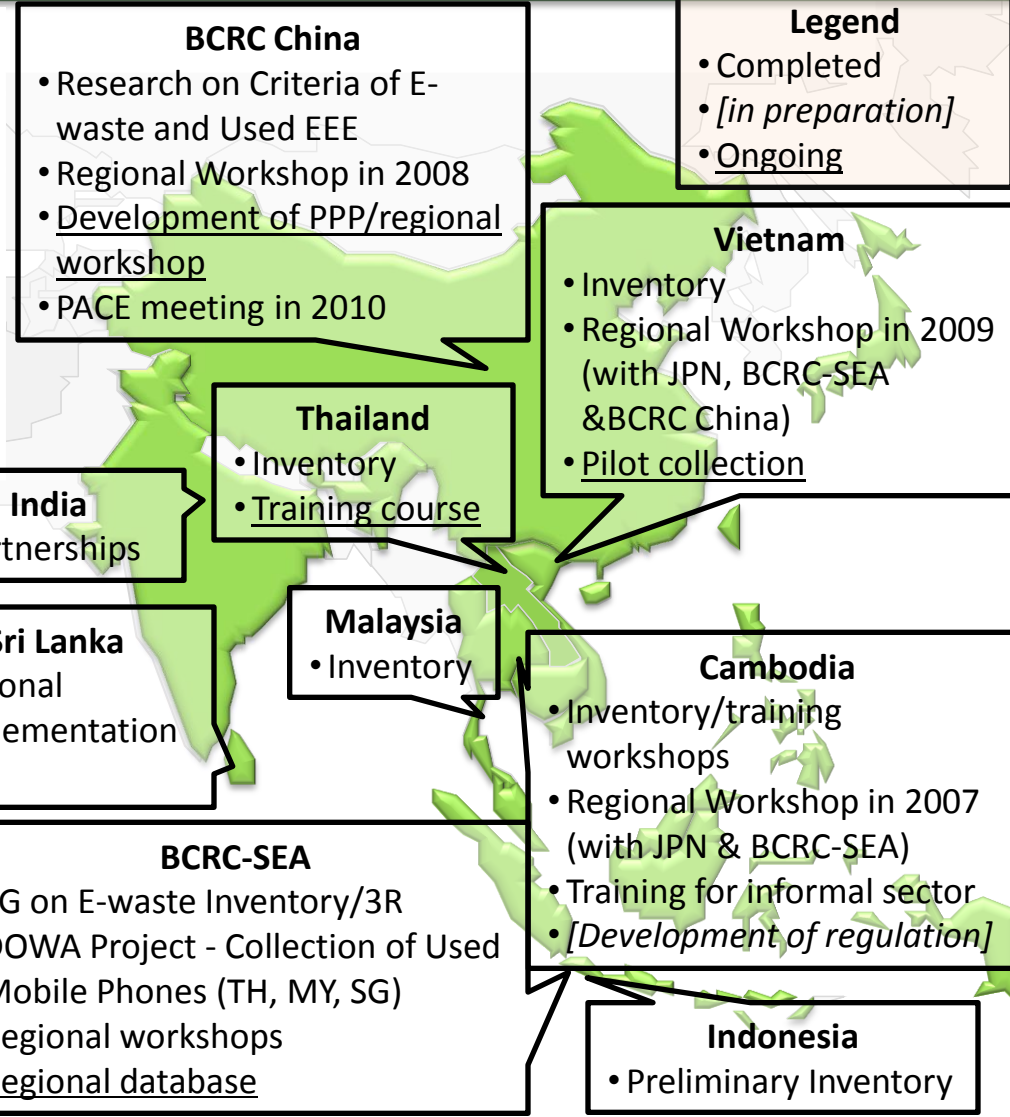 BCRC China
• Research on Criteria of E-
waste and Used EEE
• Regional Workshop in 2008
• Development of PPP/regional
workshop
• PACE meeting in 2010
Legend
• Completed
• [in preparation]
• Ongoing
Vietnam
• Inventory
• Regional Workshop in 2009
(with JPN, BCRC-SEA
&BCRC China)
• Pilot collection
Thailand
• Inventory
• Training course
India
tnerships
Malaysia
• Inventory
Sri Lanka
onal
ementation
Cambodia
• Inventory/training
workshops
• Regional Workshop in 2007
(with JPN & BCRC-SEA)
• Training for informal sector
• [Development of regulation]
BCRC-SEA
G on E-waste Inventory/3R
DOWA Project - Collection of Used
Mobile Phones (TH, MY, SG)
egional workshops
egional database
Indonesia
• Preliminary Inventory